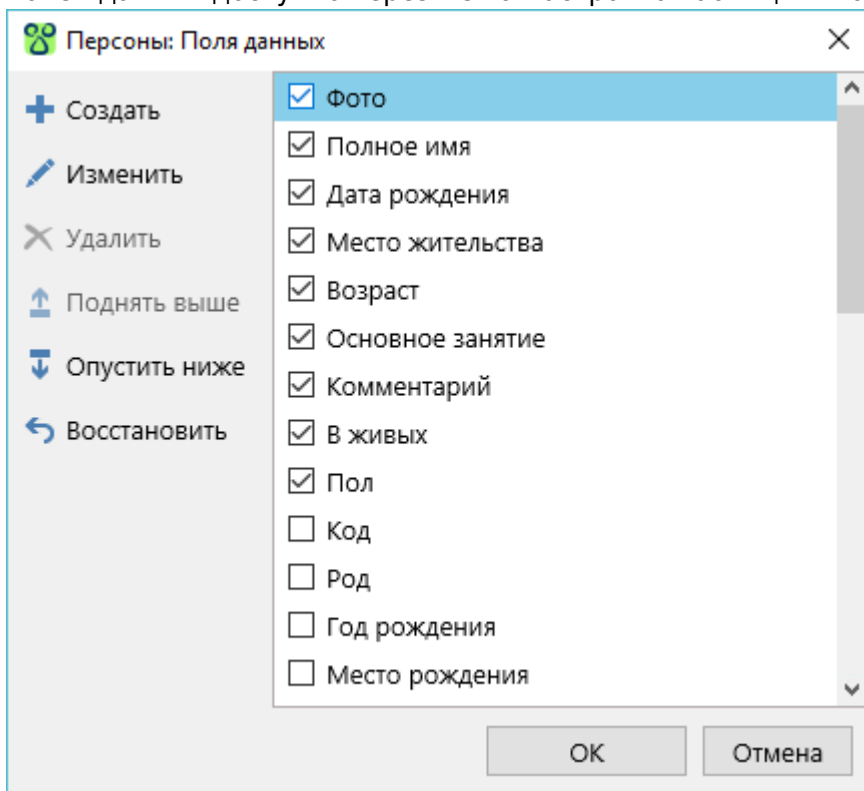 Персоны: Поля данных
Создать
Изменить
Удалить
Поднять выше
Опустить ниже
Восстановить
Фото
Полное имя
Дата рождения
Место жительства
Возраст
Основное занятие
Комментарий
В живых
Пол
Код
Род
Год рождения
Место рождения
ОК
Отмена